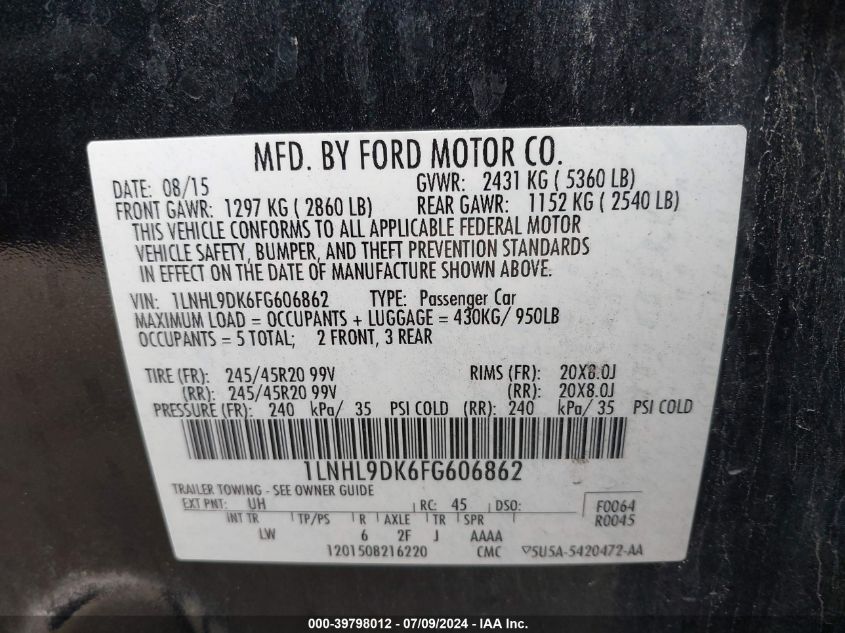 MFD. BY FORD MOTOR CO.
DATE: 08/15 GVWR: 2431 KG ( 5360 LB)
FRONT GAWR: 1297 KG ( 2860 LB) REAR GAWR: 1152 KG ( 2540 LB)
THIS VEHICLE CONFORMS TO ALL APPLICABLE FEDERAL MOTOR
VEHICLE SAFETY, BUMPER, AND THEFT PREVENTION STANDARDS
IN EFFECT ON THE DATE OF MANUFACTURE SHOWN ABOVE.
VIN: 1LNHL9DK6FG606862 TYPE: Passenger Car
MAXIMUM LOAD = OCCUPANTS + LUGGAGE = 430KG/ 950LB
OCCUPANTS = 5 TOTAL; 2 FRONT, 3 REAR
TIRE (FR): 245/45R20 99V RIMS (FR): 20X8.0J
(RR): 245/45R20 99V (RR): 20X8.0J
PRESSURE (FR): 240 kPa/ 35 PSI COLD (RR): 240 kPa/ 35 PSI COLD
1LNHL9DK6FG606862
TRAILER TOWING - SEE OWNER GUIDE
EXT PNT: UH RC: 45 DSO: F0064
INT TR TP/PS R AXLE TR SPR R0045
LW 6 2F J AAAA
1201508216220 CMC 5U5A-5420472-AA
000-39798012 - 07/09/2024 - IAA Inc.